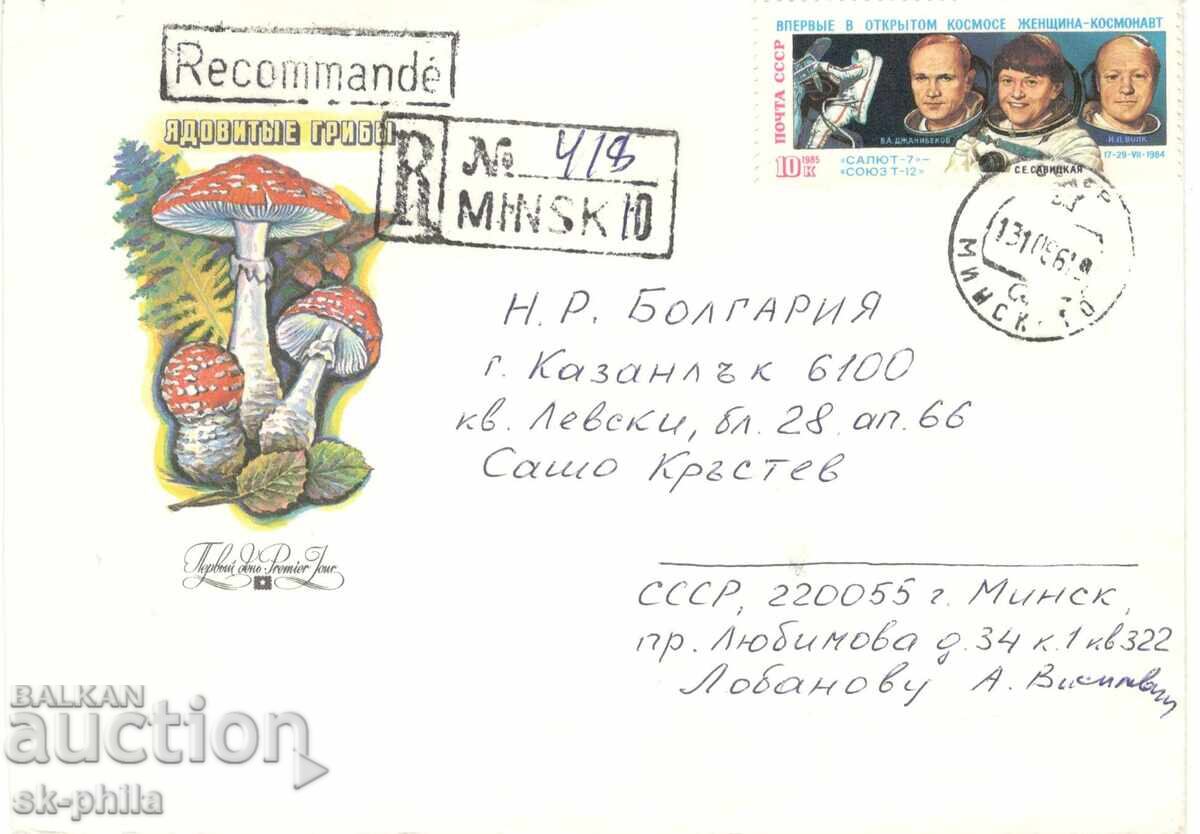 Recommandé
ЯДОВИТЫЕ ГРИБЫ
R № 418
MINSK 10
ВПЕРВЫЕ В ОТКРЫТОМ КОСМОСЕ ЖЕНЩИНА-КОСМОНАВТ
ПОЧТА СССР
В.А.ДЖАНИБЕКОВ
И.П.ВОЛК
10к 1985
«САЛЮТ-7»–
«СОЮЗ Т-12»
17-29-VII-1984
С.Е.САВИЦКАЯ
МИНСК 10
Н.Р. БОЛГАРИЯ
г. Казанлък 6100
кв. Левски, бл. 28 ап. 66
Сашо Кръстев
Первый день Premier Jour
СССР, 220055 г. Минск,
пр. Любимова д. 34 к. 1 кв 322
Лобанову А.
BALKAN
auction
sk-phila